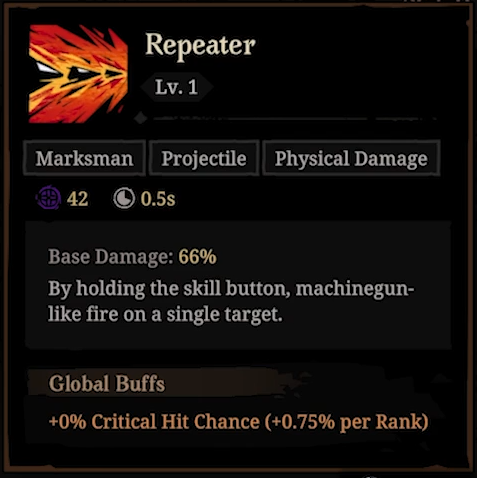 Repeater
Lv. 1
Marksman Projectile Physical Damage
42 0.5s
Base Damage: 66%
By holding the skill button, machinegun-
like fire on a single target.
Global Buffs
+0% Critical Hit Chance (+0.75% per Rank)